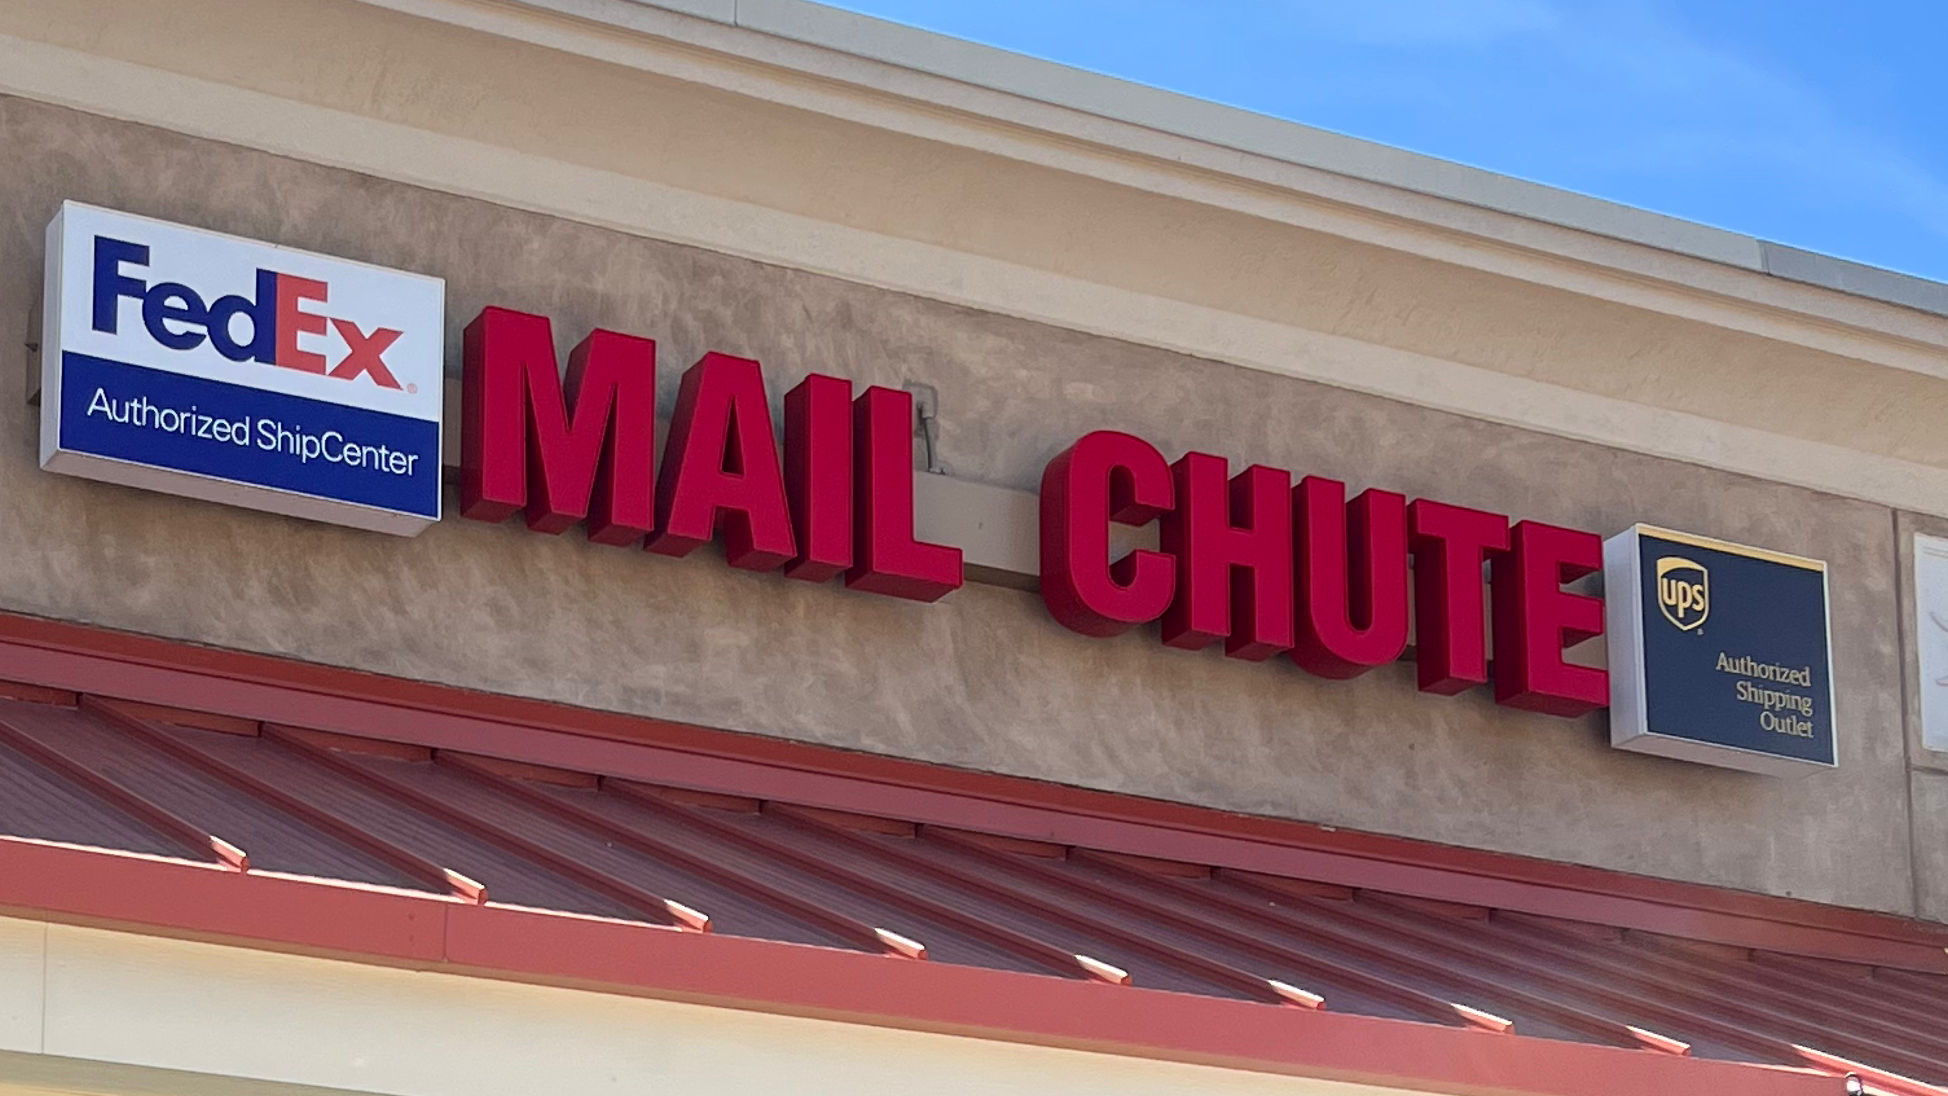 FedEx®
Authorized ShipCenter
MAIL CHUTE
ups®
Authorized
Shipping
Outlet